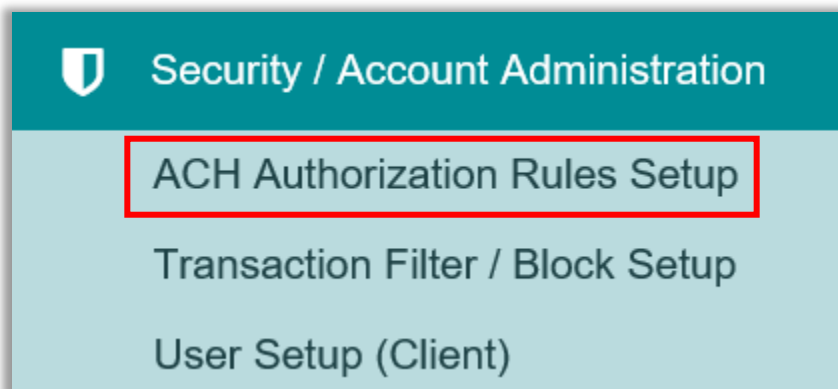 Security / Account Administration
ACH Authorization Rules Setup
Transaction Filter / Block Setup
User Setup (Client)